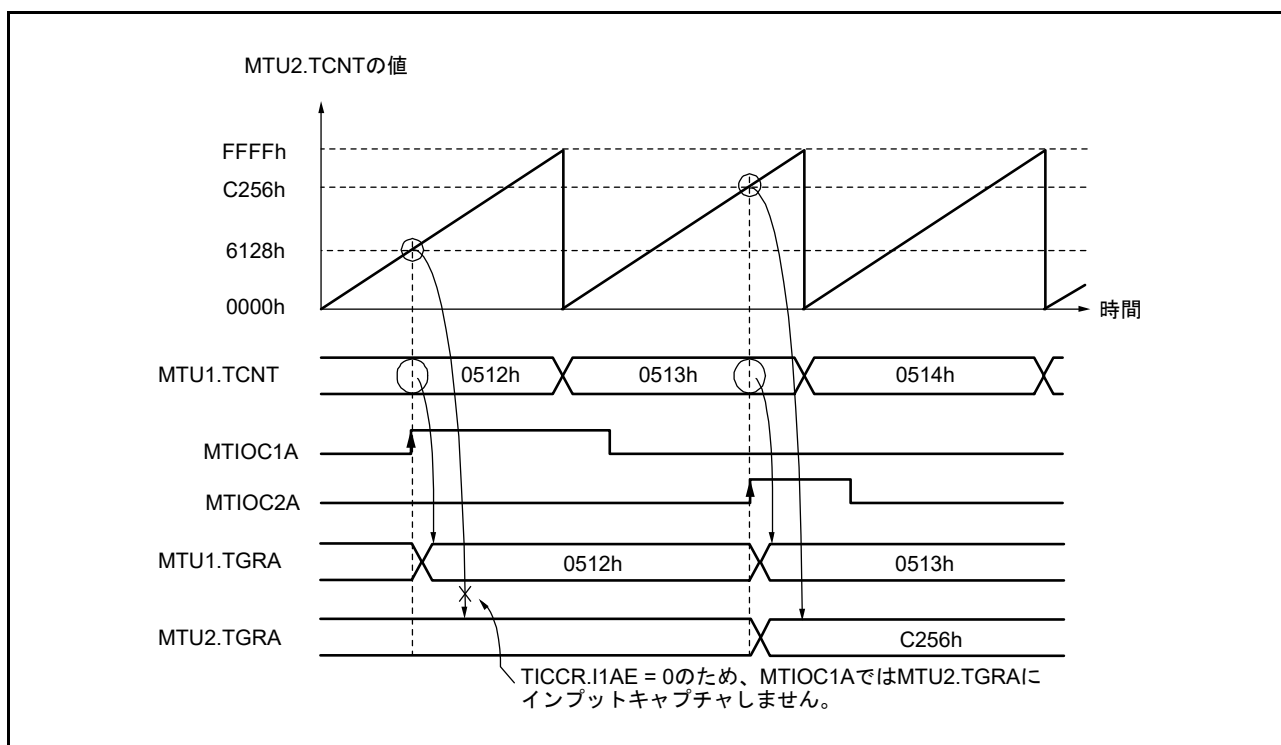 MTU2.TCNTの値
FFFFh
C256h
6128h
0000h
時間
MTU1.TCNT
0512h
0513h
0514h
MTIOC1A
MTIOC2A
MTU1.TGRA
0512h
0513h
MTU2.TGRA
C256h
TICCR.I1AE = 0のため、MTIOC1AではMTU2.TGRAに
インプットキャプチャしません。